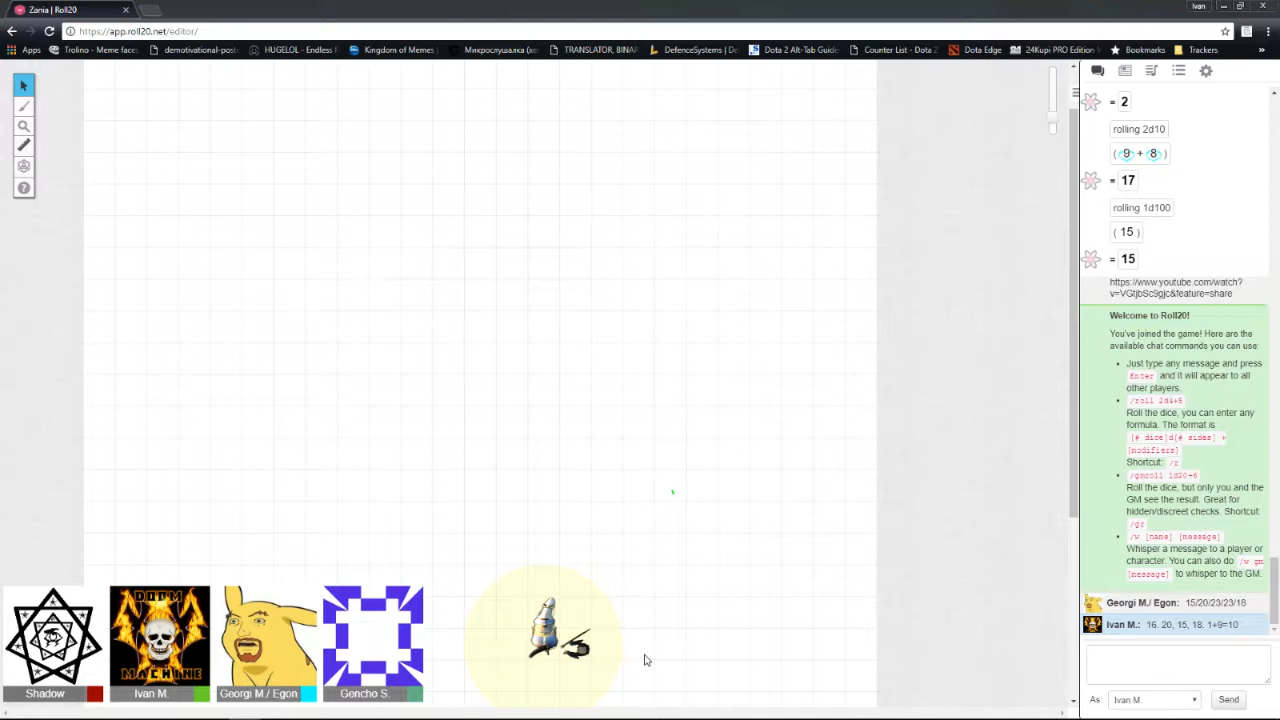 Zania | Roll20
Ivan
https://app.roll20.net/editor/
Apps
Trolino - Meme faces
demotivational-post
HUGELOL - Endless F
Kingdom of Memes |
Микрослушалка (ке
TRANSLATOR, BINAR
DefenceSystems | De
Dota 2 Alt-Tab Guide
Counter List - Dota 2
Dota Edge
24Kupi PRO Edition
Bookmarks
Trackers
»
= 2
rolling 2d10
( 9 + 8 )
= 17
rolling 1d100
( 15 )
= 15
https://www.youtube.com/watch?
v=VGtjbSc9gjc&feature=share
Welcome to Roll20!
You've joined the game! Here are the
available chat commands you can use:
Just type any message and press
Enter and it will appear to all
other players.
/roll 2d4+5
Roll the dice, you can enter any
formula. The format is
[# dice]d[# sides] +
[modifiers]
Shortcut: /r
/gmroll 1d20+6
Roll the dice, but only you and the
GM see the result. Great for
hidden/discreet checks. Shortcut:
/gr
/w [name] [message]
Whisper a message to a player or
character. You can also do /w gm
[message] to whisper to the GM.
Georgi M./ Egon: 15/20/23/23/18
Ivan M.: 16. 20, 15, 18. 1+9=10
DOOM
MACHINE
Shadow
Ivan M.
Georgi M / Egon
Gencho S.
As: Ivan M. Send